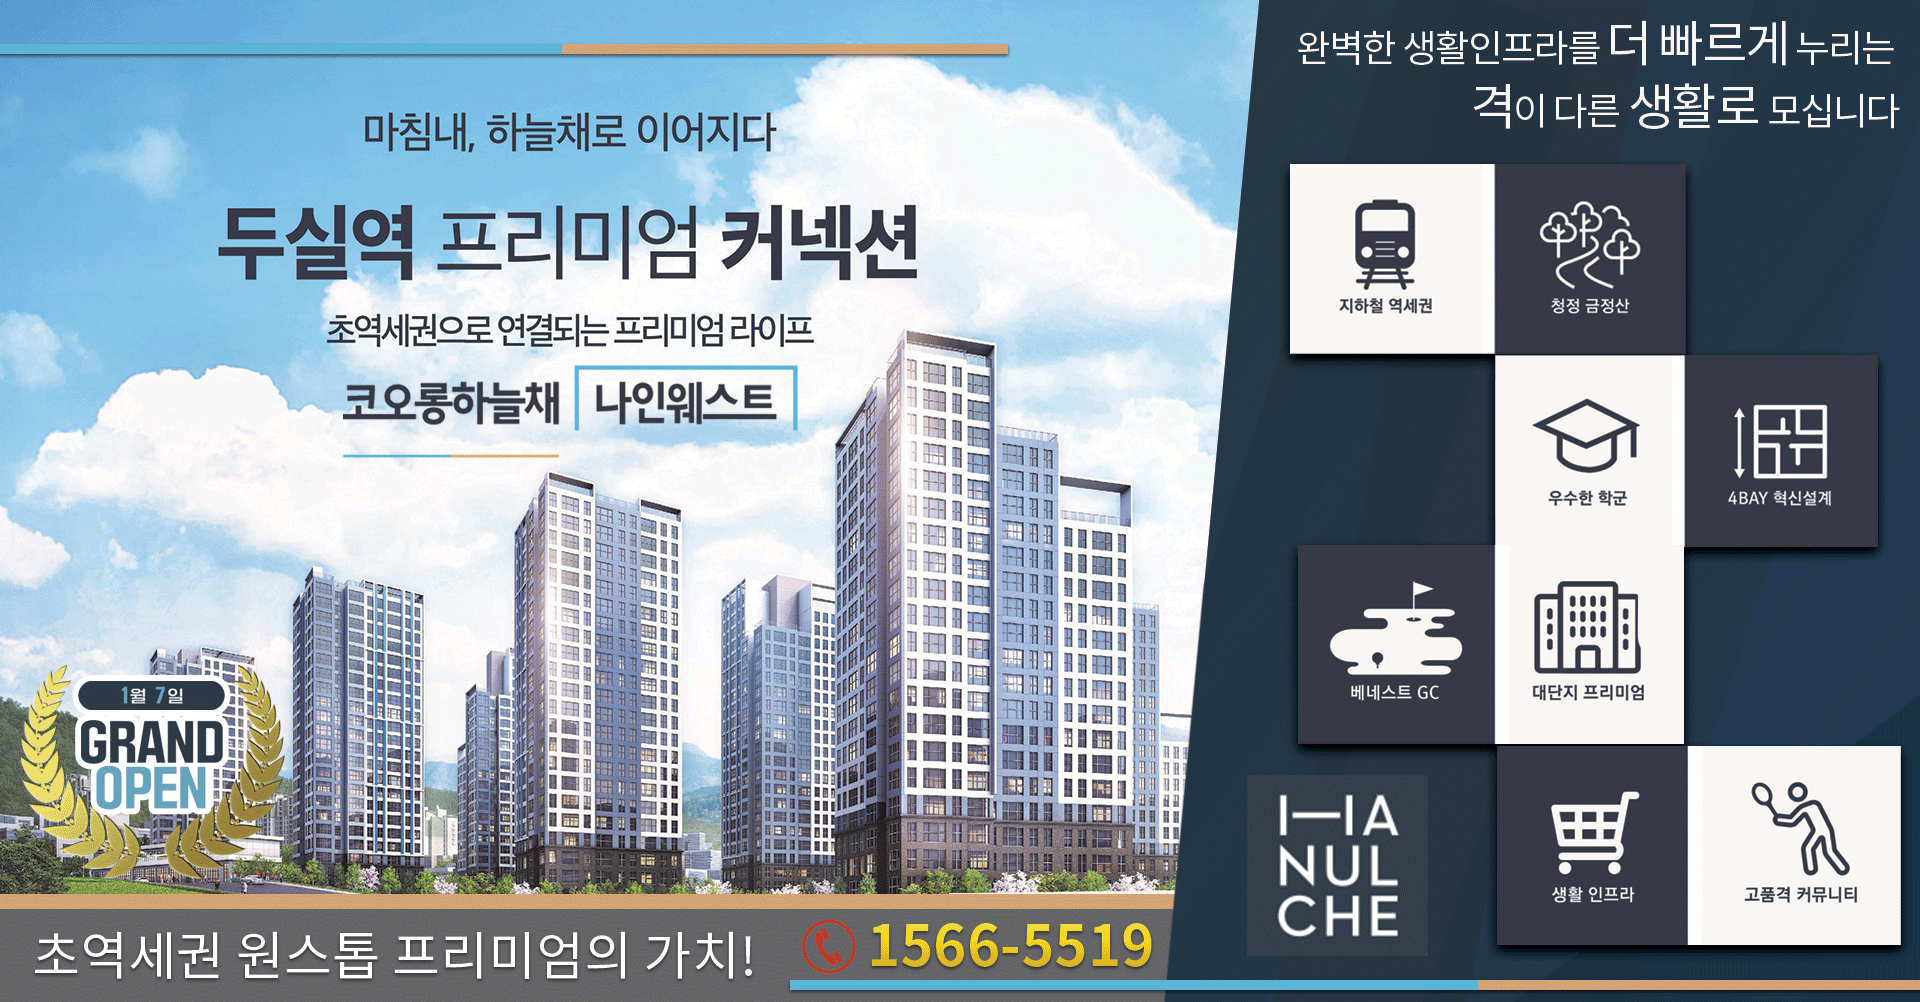 마침내, 하늘채로 이어지다
두실역 프리미엄 커넥션
초역세권으로 연결되는 프리미엄 라이프
코오롱하늘채 나인웨스트
1월 7일
GRAND
OPEN
초역세권 원스톱 프리미엄의 가치!
1566-5519
완벽한 생활인프라를 더 빠르게 누리는
격이 다른 생활로 모십니다
지하철 역세권
청정 금정산
우수한 학군
4BAY 혁신설계
베네스트 GC
대단지 프리미엄
생활 인프라
고품격 커뮤니티
HA
NUL
CHE